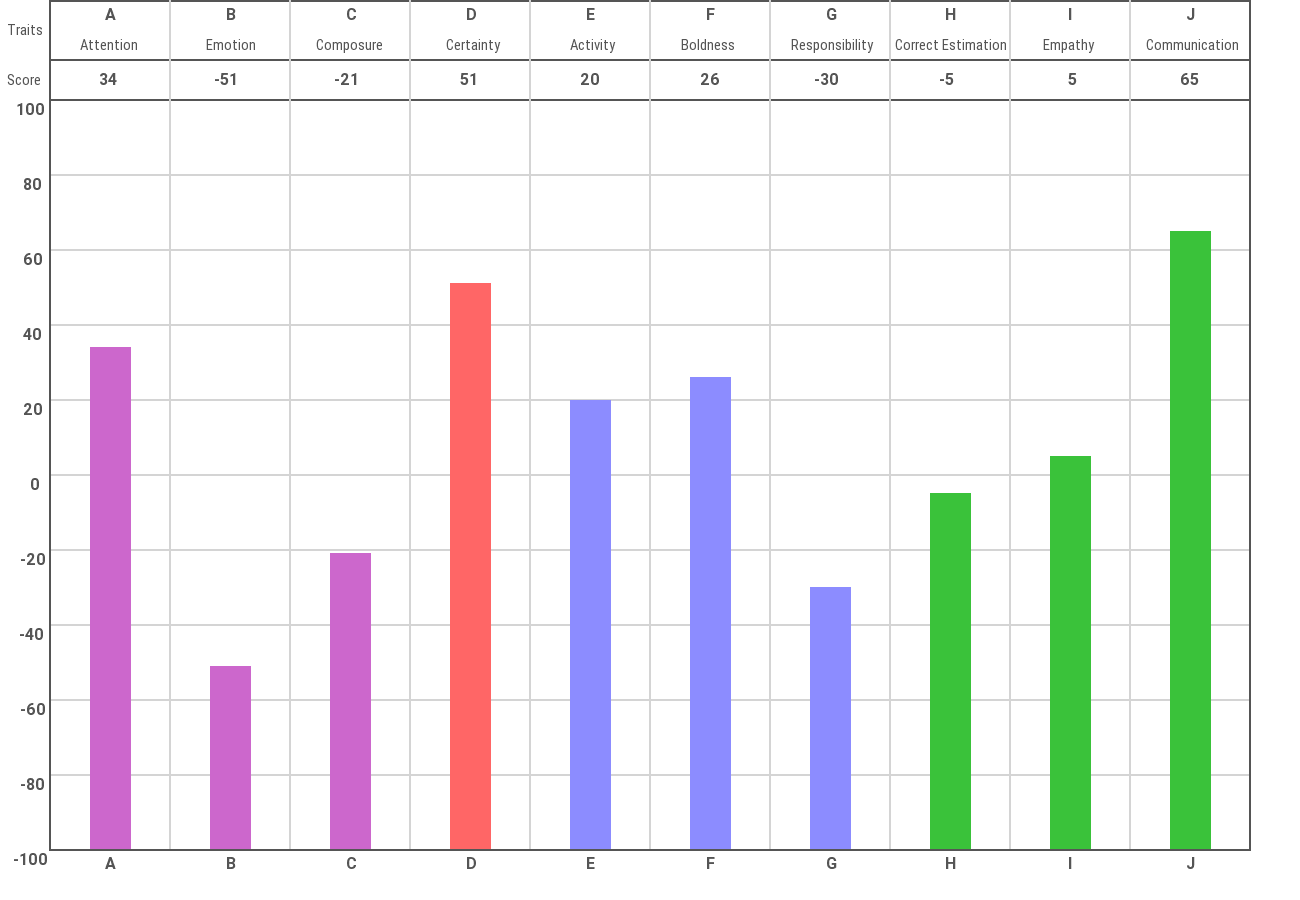 A B C D E F G H I J
Traits
Attention Emotion Composure Certainty Activity Boldness Responsibility Correct Estimation Empathy Communication
Score 34 -51 -21 51 20 26 -30 -5 5 65
100
80
60
40
20
0
-20
-40
-60
-80
-100
A B C D E F G H I J